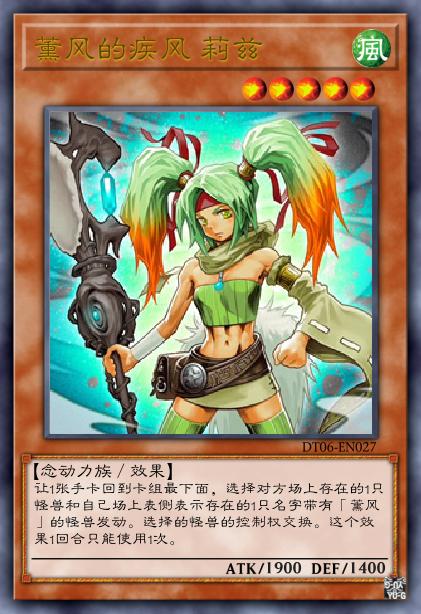 薰风的疾风 莉兹
風
DT06-EN027
【念动力族／效果】
让1张手卡回到卡组最下面，选择对方场上存在的1只
怪兽和自己场上表侧表示存在的1只名字带有「薰风
」的怪兽发动。选择的怪兽的控制权交换。这个效
果1回合只能使用1次。
ATK/1900 DEF/1400